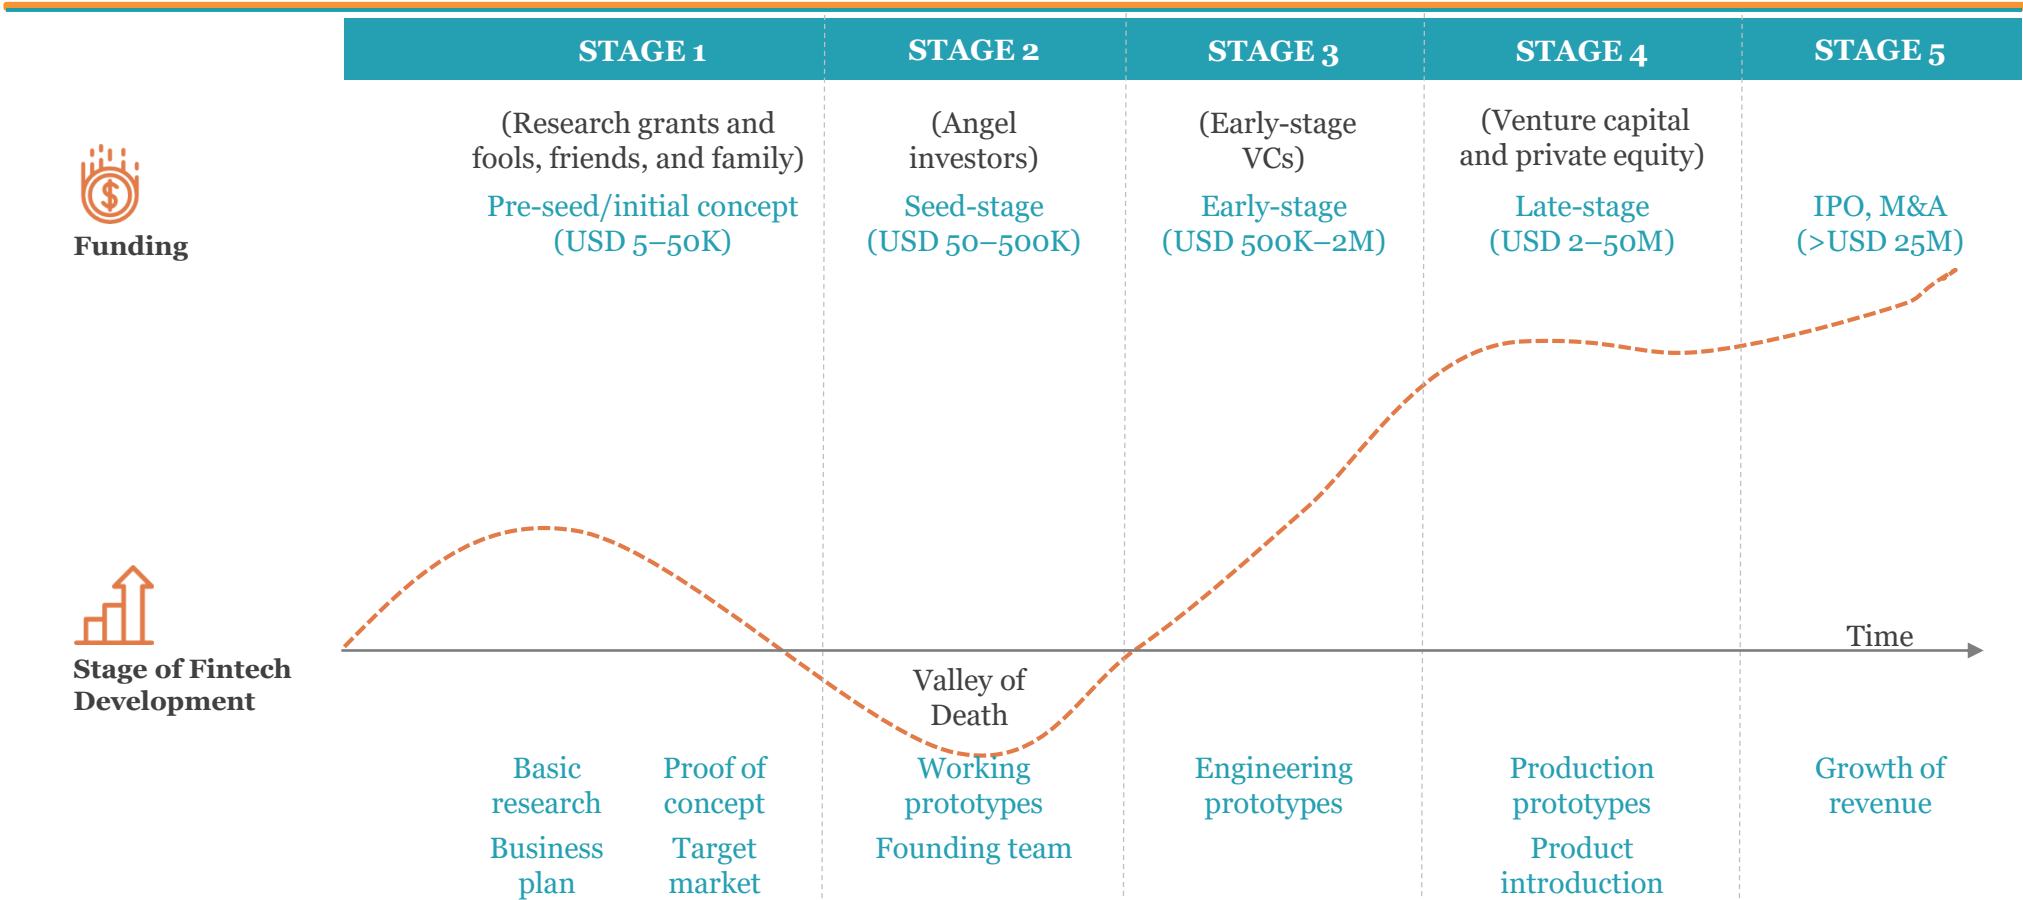 STAGE 1
STAGE 2
STAGE 3
STAGE 4
STAGE 5
Funding
(Research grants and
fools, friends, and family)
Pre-seed/initial concept
(USD 5–50K)
(Angel
investors)
Seed-stage
(USD 50–500K)
(Early-stage
VCs)
Early-stage
(USD 500K–2M)
(Venture capital
and private equity)
Late-stage
(USD 2–50M)
IPO, M&A
(>USD 25M)
$
Stage of Fintech
Development
Time
Valley of
Death
Basic
research
Business
plan
Proof of
concept
Target
market
Working
prototypes
Founding team
Engineering
prototypes
Production
prototypes
Product
introduction
Growth of
revenue